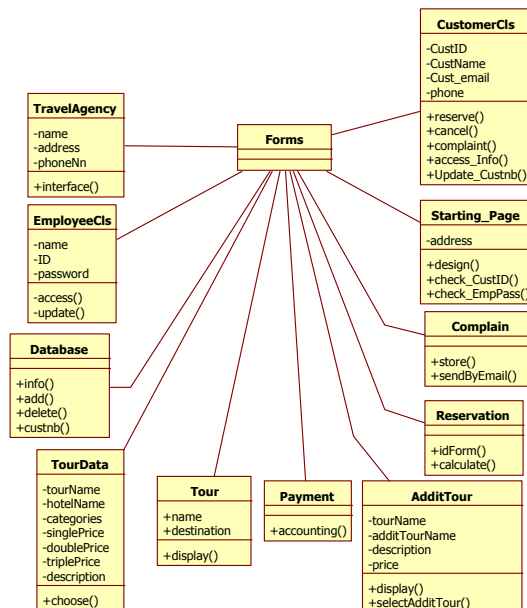 CustomerCls
-CustID
-CustName
-Cust_email
-phone
+reserve()
+cancel()
+complaint()
+access_Info()
+Update_Custnb()
TravelAgency
-name
-address
-phoneNn
+interface()
Forms
EmployeeCls
-name
-ID
-password
-access()
-update()
Starting_Page
-address
+design()
+check_CustID()
+check_EmpPass()
Database
+info()
+add()
+delete()
+custnb()
Complain
+store()
+sendByEmail()
Reservation
+idForm()
+calculate()
TourData
-tourName
-hotelName
-categories
-singlePrice
-doublePrice
-triplePrice
-description
+choose()
Tour
+name
+destination
+display()
Payment
+accounting()
AdditTour
-tourName
-additTourName
-description
-price
+display()
+selectAdditTour()